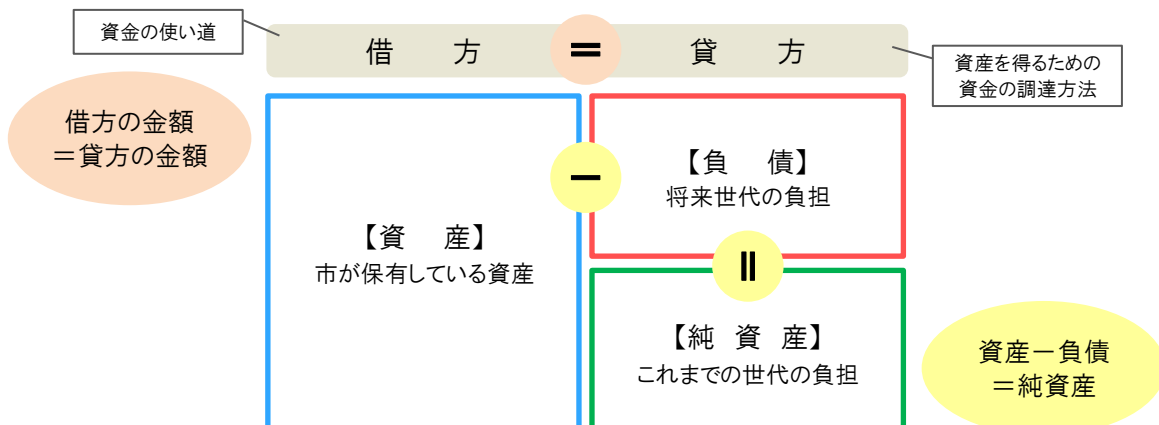 資金の使い道
借　方
＝
貸　方
資産を得るための
資金の調達方法
借方の金額
＝貸方の金額
【資　産】
市が保有している資産
－
【負　債】
将来世代の負担
＝
【純 資 産】
これまでの世代の負担
資産－負債
＝純資産